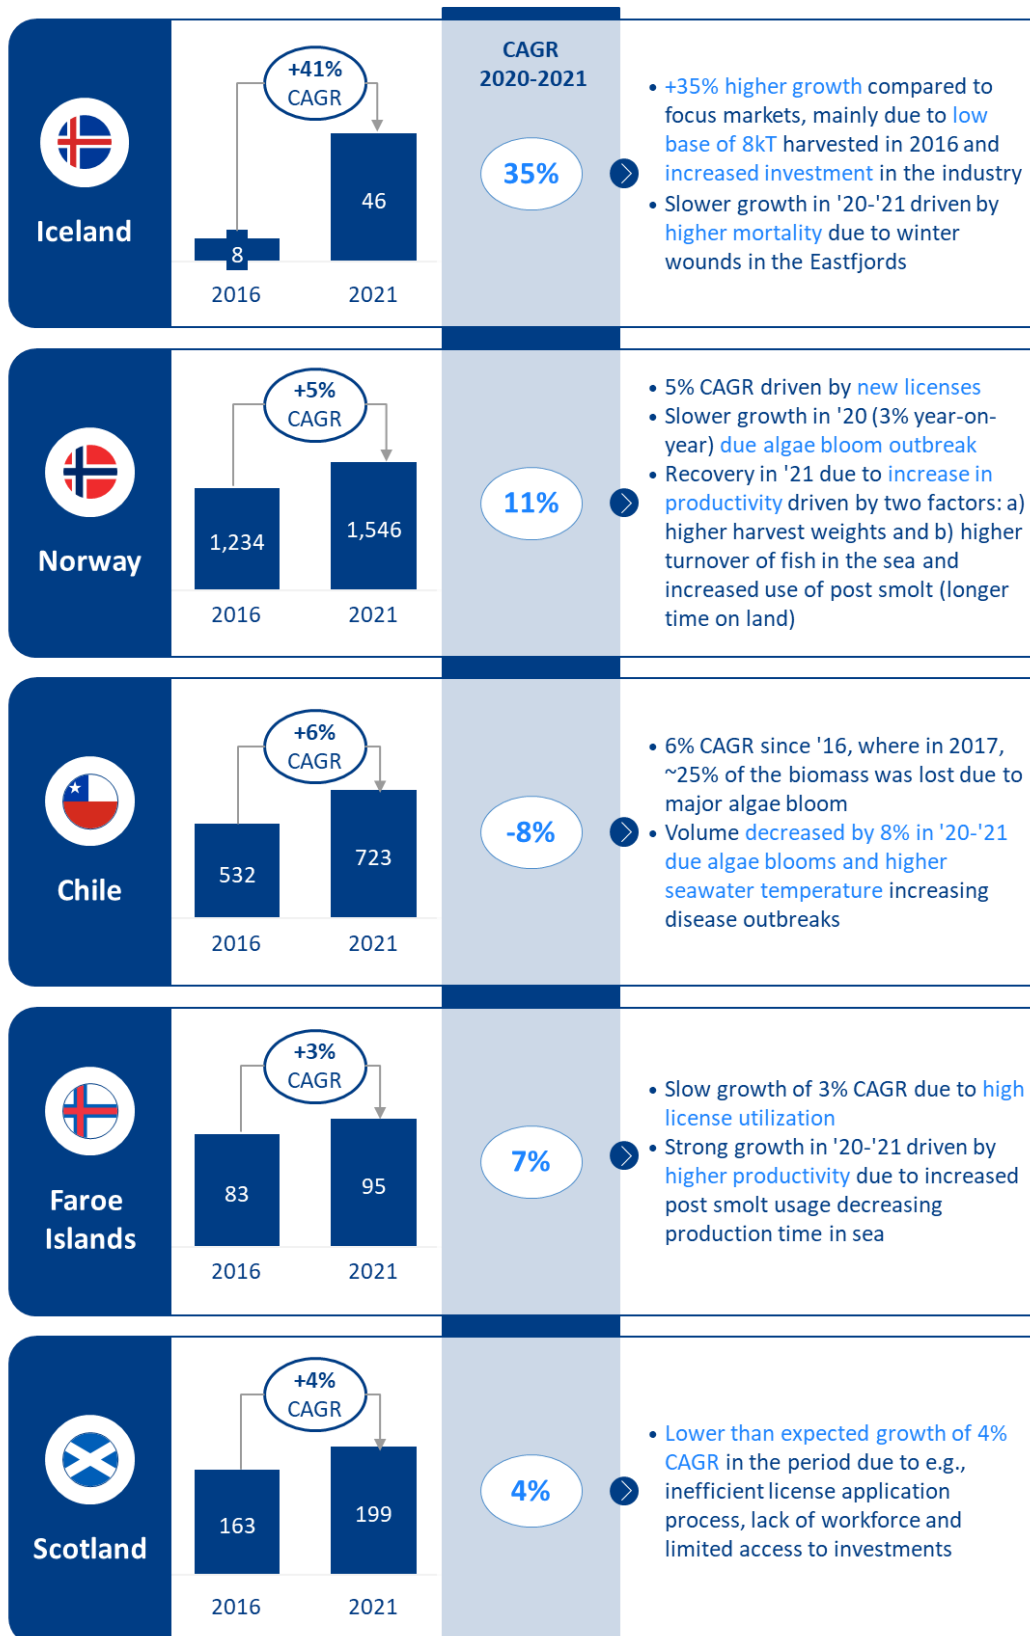 CAGR
2020-2021
Iceland
+41%
CAGR
8
46
2016
2021
35%
• +35% higher growth compared to
focus markets, mainly due to low
base of 8kT harvested in 2016 and
increased investment in the industry
• Slower growth in '20-'21 driven by
higher mortality due to winter
wounds in the Eastfjords
Norway
+5%
CAGR
1,234
1,546
2016
2021
11%
• 5% CAGR driven by new licenses
• Slower growth in '20 (3% year-on-
year) due algae bloom outbreak
• Recovery in '21 due to increase in
productivity driven by two factors: a)
higher harvest weights and b) higher
turnover of fish in the sea and
increased use of post smolt (longer
time on land)
Chile
+6%
CAGR
532
723
2016
2021
-8%
• 6% CAGR since '16, where in 2017,
~25% of the biomass was lost due to
major algae bloom
• Volume decreased by 8% in '20-'21
due algae blooms and higher
seawater temperature increasing
disease outbreaks
Faroe
Islands
+3%
CAGR
83
95
2016
2021
7%
• Slow growth of 3% CAGR due to high
license utilization
• Strong growth in '20-'21 driven by
higher productivity due to increased
post smolt usage decreasing
production time in sea
Scotland
+4%
CAGR
163
199
2016
2021
4%
• Lower than expected growth of 4%
CAGR in the period due to e.g.,
inefficient license application
process, lack of workforce and
limited access to investments